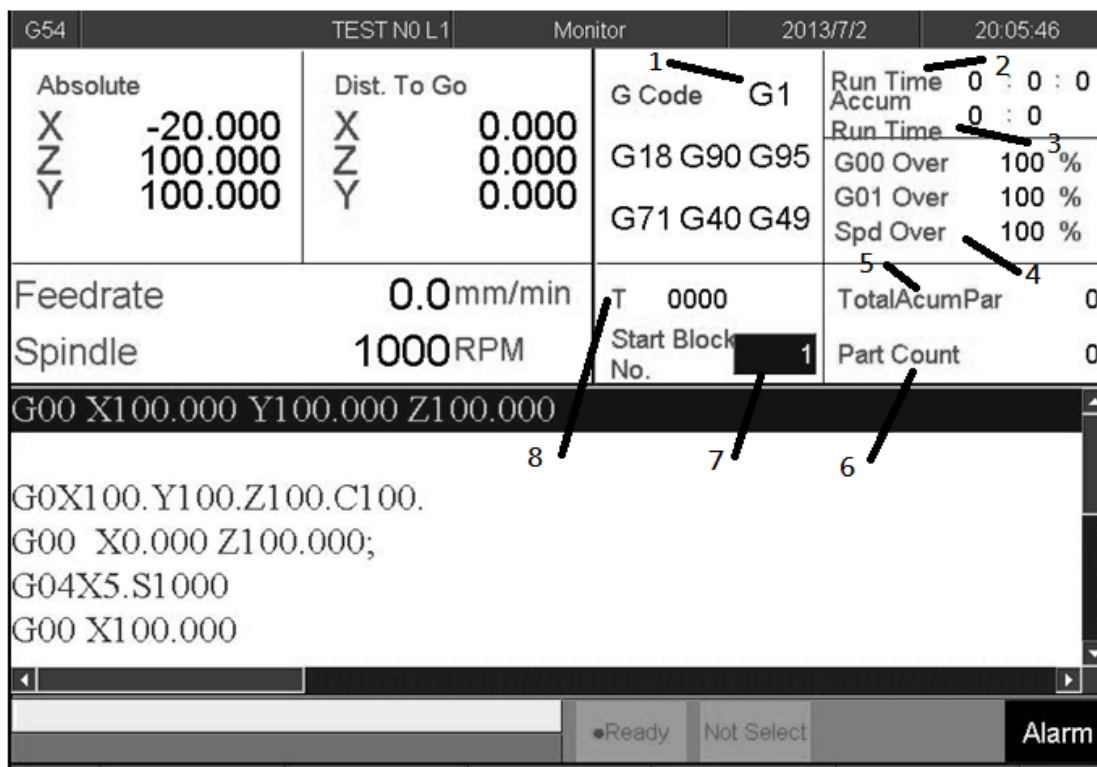 G54 TEST N0 L1 Monitor 2013/7/2 20:05:46
Absolute
X -20.000
Z 100.000
Y 100.000
Dist. To Go
X 0.000
Z 0.000
Y 0.000
1
G Code G1
G18 G90 G95
G71 G40 G49
2
Run Time 0 : 0 : 0
Accum
Run Time 0 : 0
3
G00 Over 100 %
G01 Over 100 %
Spd Over 100 %
4
Feedrate 0.0 mm/min
Spindle 1000 RPM
T 0000
Start Block
No. 1
5
TotalAcumPar 0
Part Count 0
8
7
6
G00 X100.000 Y100.000 Z100.000
G0X100.Y100.Z100.C100.
G00 X0.000 Z100.000;
G04X5.S1000
G00 X100.000
●Ready Not Select Alarm